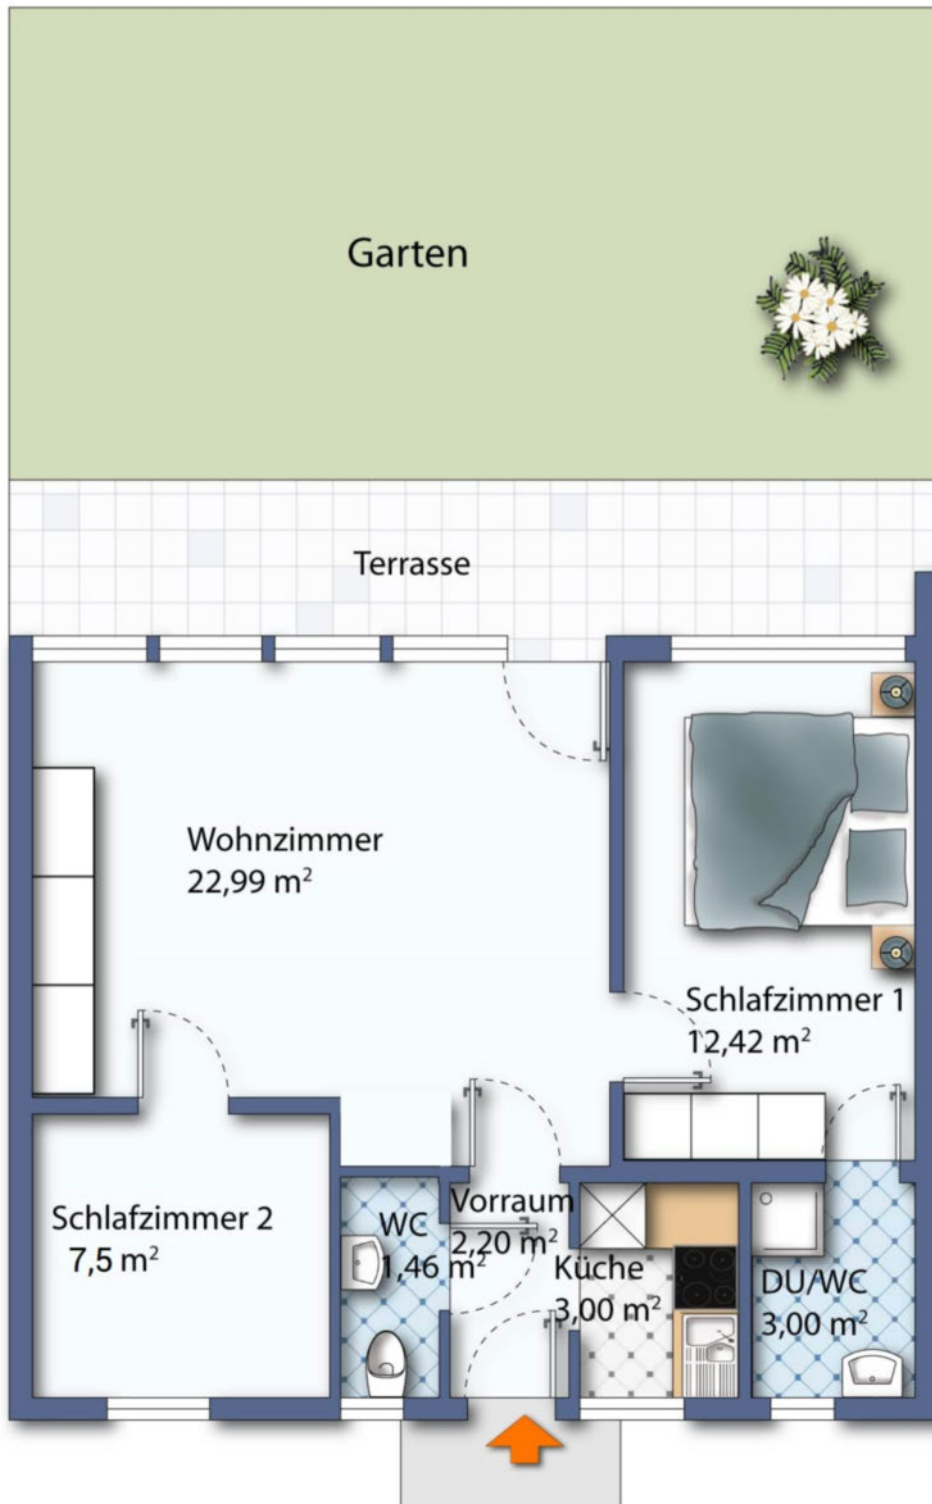 Garten
Terrasse
Wohnzimmer
22,99 m²
Schlafzimmer 1
12,42 m²
Schlafzimmer 2
7,5 m²
WC
1,46 m²
Vorraum
2,20 m²
Küche
3,00 m²
DU/WC
3,00 m²